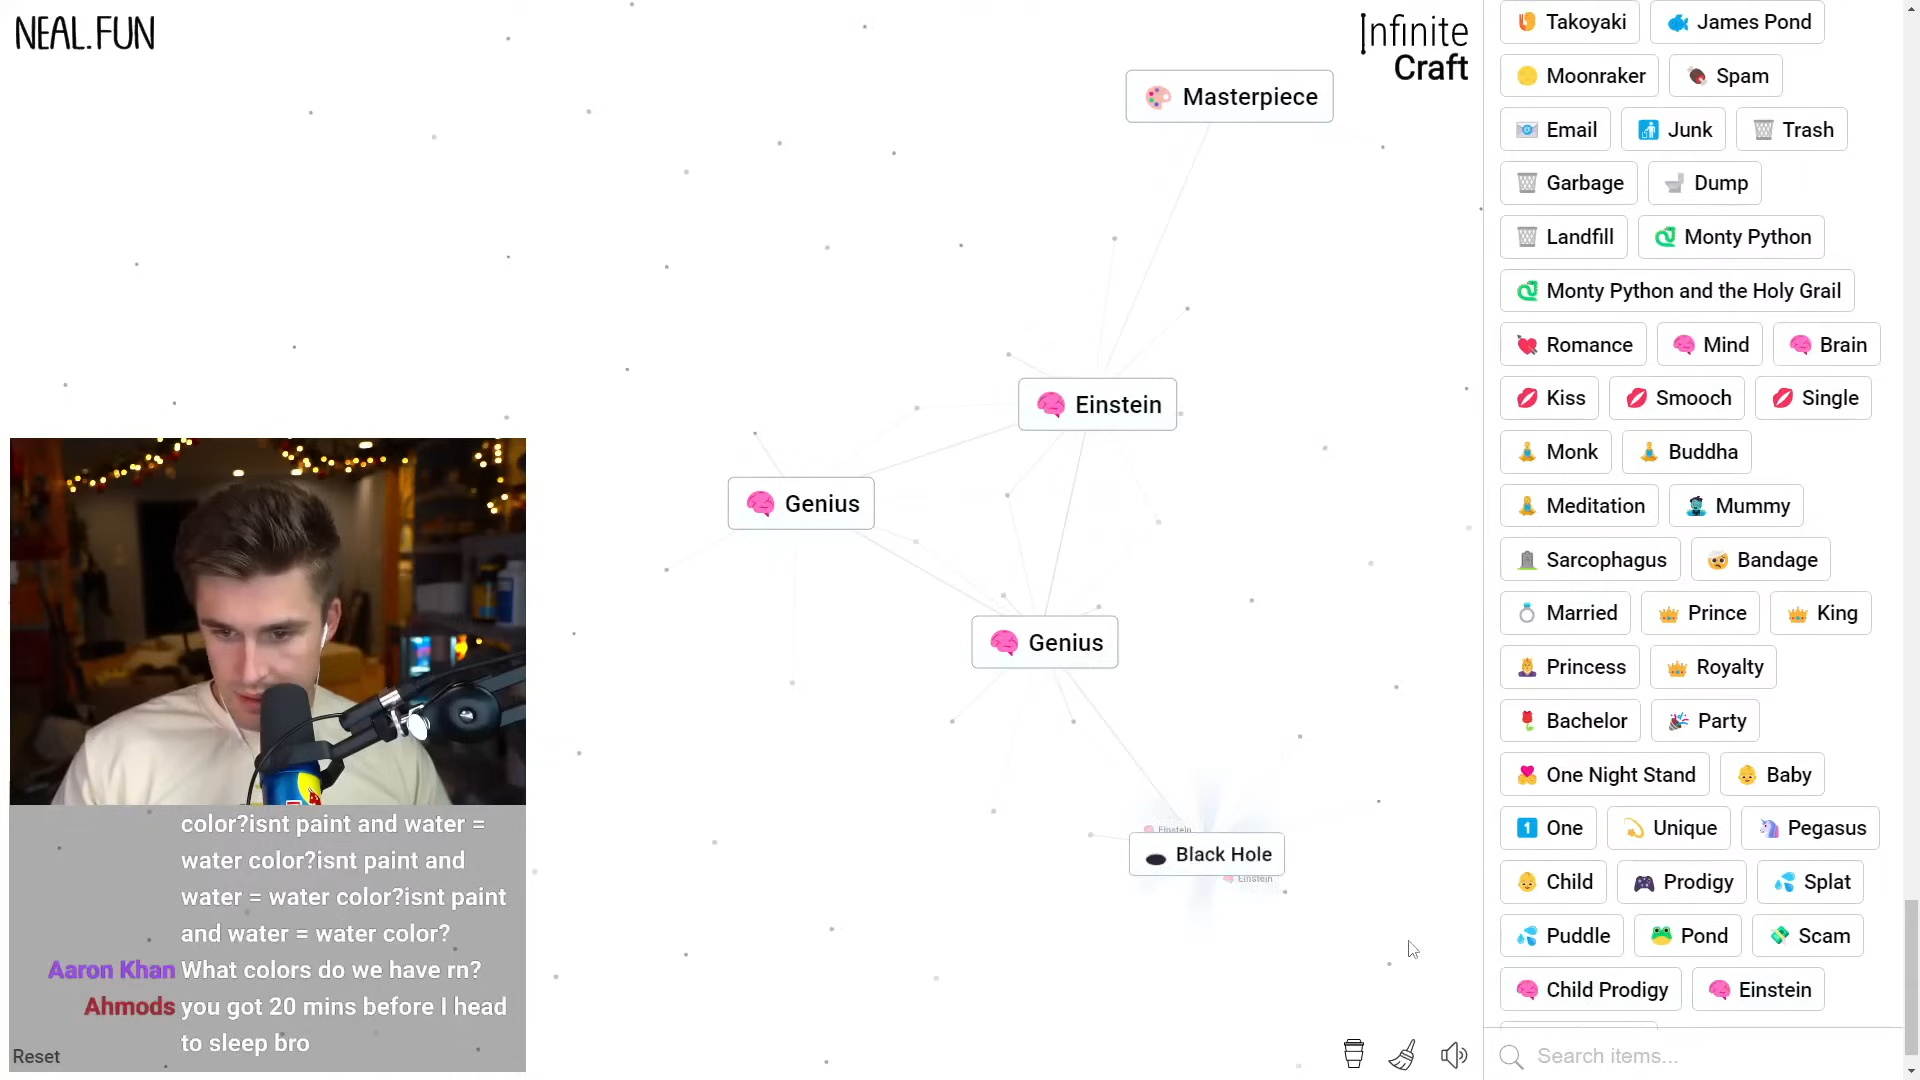 NEAL.FUN
Infinite
Craft
Masterpiece
Einstein
Genius
Genius
Einstein
Black Hole
Einstein
color?isnt paint and water =
water color?isnt paint and
water = water color?isnt paint
and water = water color?
Aaron Khan What colors do we have rn?
Ahmods you got 20 mins before I head
to sleep bro
Reset
Takoyaki James Pond
Moonraker Spam
Email Junk Trash
Garbage Dump
Landfill Monty Python
Monty Python and the Holy Grail
Romance Mind Brain
Kiss Smooch Single
Monk Buddha
Meditation Mummy
Sarcophagus Bandage
Married Prince King
Princess Royalty
Bachelor Party
One Night Stand Baby
1 One Unique Pegasus
Child Prodigy Splat
Puddle Pond Scam
Child Prodigy Einstein
Search items...